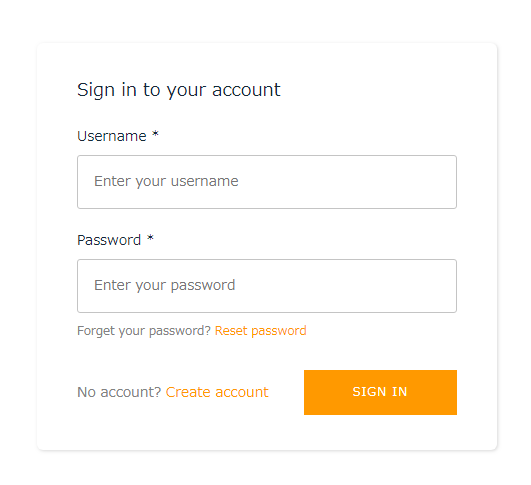 Sign in to your account
Username *
Enter your username
Password *
Enter your password
Forget your password? Reset password
No account? Create account
SIGN IN